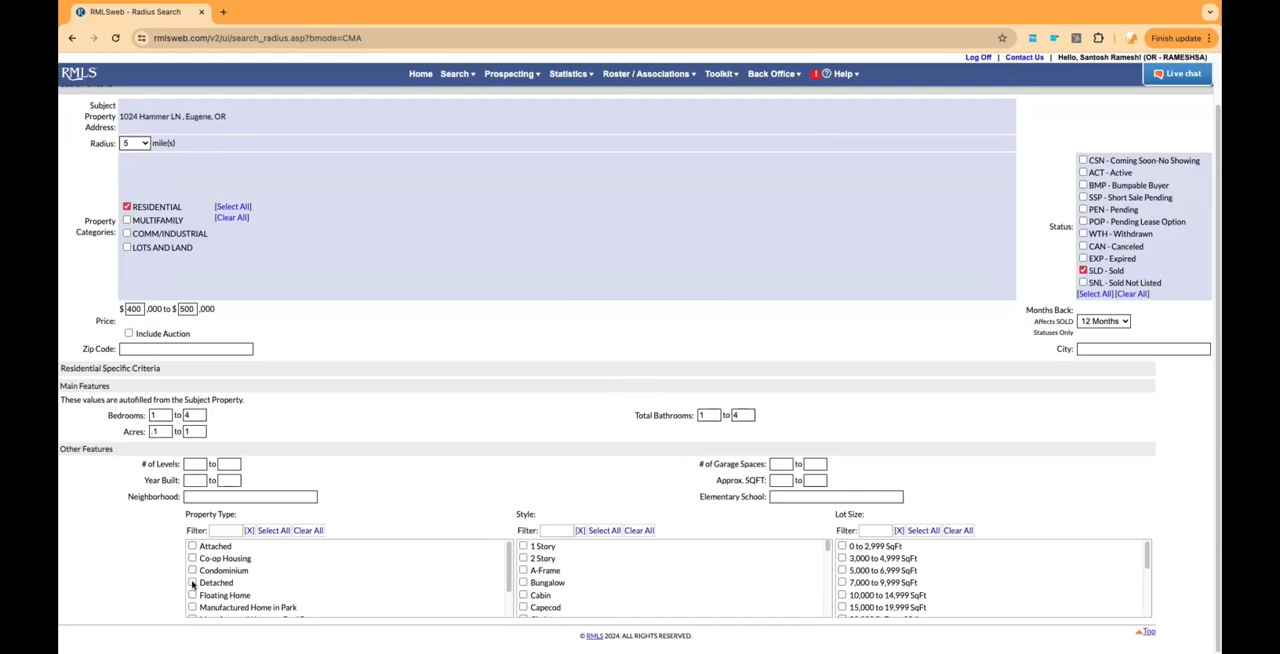 RMLSweb - Radius Search
rmlsweb.com/v2/ui/search_radius.asp?bmode=CMA
Finish update
Log Off | Contact Us | Hello, Santosh Ramesh! (OR - RAMESHSA)
RMLS
Home Search Prospecting Statistics Roster / Associations Toolkit Back Office 1 Help
Live chat
Subject Property Address: 1024 Hammer LN , Eugene, OR
Radius: 5 mile(s)
Property Categories:
RESIDENTIAL [Select All]
MULTIFAMILY [Clear All]
COMM/INDUSTRIAL
LOTS AND LAND
Status:
CSN - Coming Soon-No Showing
ACT - Active
BMP - Bumpable Buyer
SSP - Short Sale Pending
PEN - Pending
POP - Pending Lease Option
WTH - Withdrawn
CAN - Canceled
EXP - Expired
SLD - Sold
SNL - Sold Not Listed
[Select All] [Clear All]
Price: $ 400 ,000 to $ 500 ,000
Include Auction
Months Back: 12 Months
Affects SOLD
Statuses Only
Zip Code: City:
Residential Specific Criteria
Main Features
These values are autofilled from the Subject Property.
Bedrooms: 1 to 4 Total Bathrooms: 1 to 4
Acres: .1 to 1
Other Features
# of Levels: to # of Garage Spaces: to
Year Built: to Approx. SQFT: to
Neighborhood: Elementary School:
Property Type: Style: Lot Size:
Filter: [X] Select All Clear All Filter: [X] Select All Clear All Filter: [X] Select All Clear All
Attached 1 Story 0 to 2,999 SqFt
Co-op Housing 2 Story 3,000 to 4,999 SqFt
Condominium A-Frame 5,000 to 6,999 SqFt
Detached Bungalow 7,000 to 9,999 SqFt
Floating Home Cabin 10,000 to 14,999 SqFt
Manufactured Home in Park Capecod 15,000 to 19,999 SqFt
© RMLS 2024. ALL RIGHTS RESERVED.
Top